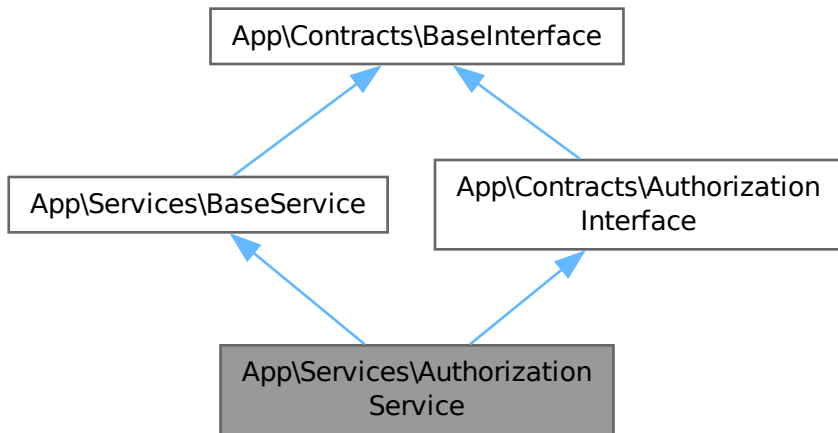 App\Contracts\BaseInterface
App\Services\BaseService
App\Contracts\Authorization
Interface
App\Services\Authorization
Service